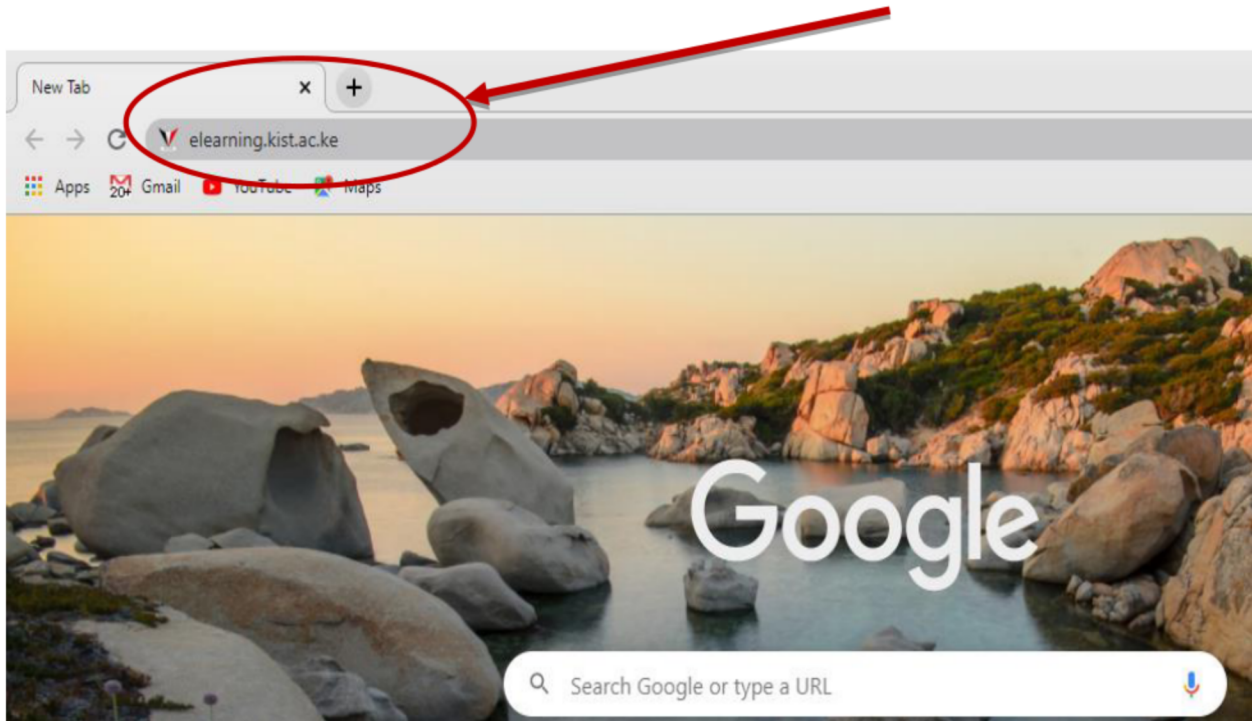 New Tab
elearning.kist.ac.ke
Apps 20+ Gmail YouTube Maps
Google
Search Google or type a URL